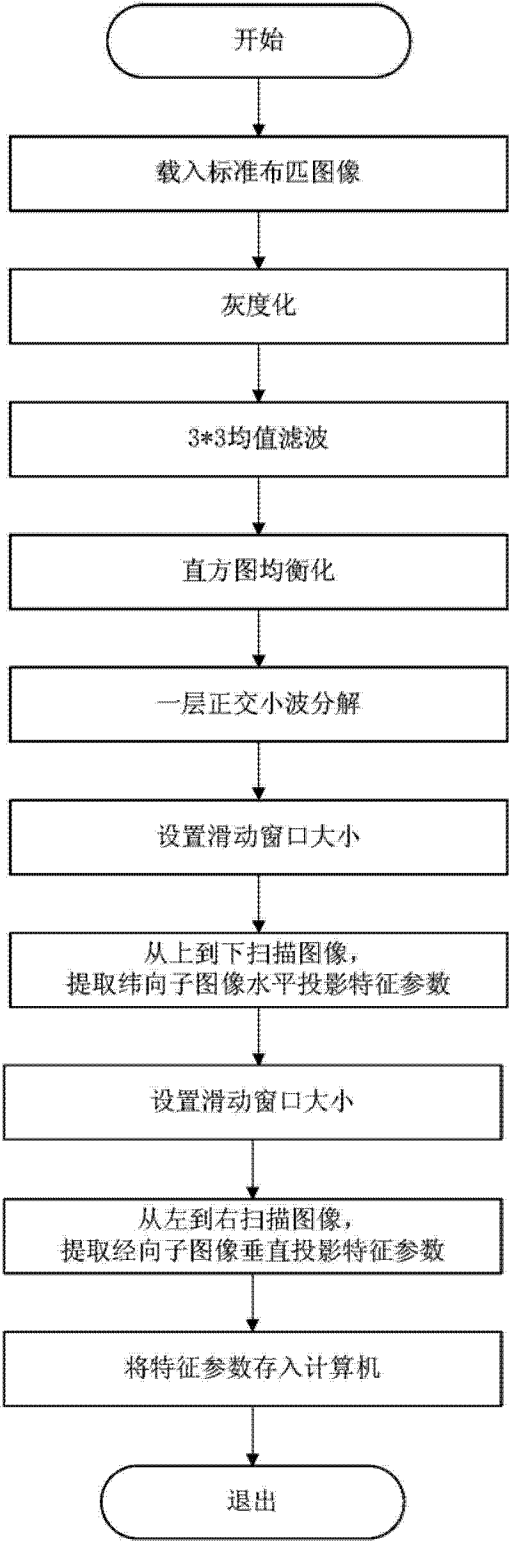 开始
载入标准布匹图像
灰度化
3*3均值滤波
直方图均衡化
一层正交小波分解
设置滑动窗口大小
从上到下扫描图像，
提取纬向子图像水平投影特征参数
设置滑动窗口大小
从左到右扫描图像，
提取经向子图像垂直投影特征参数
将特征参数存入计算机
退出